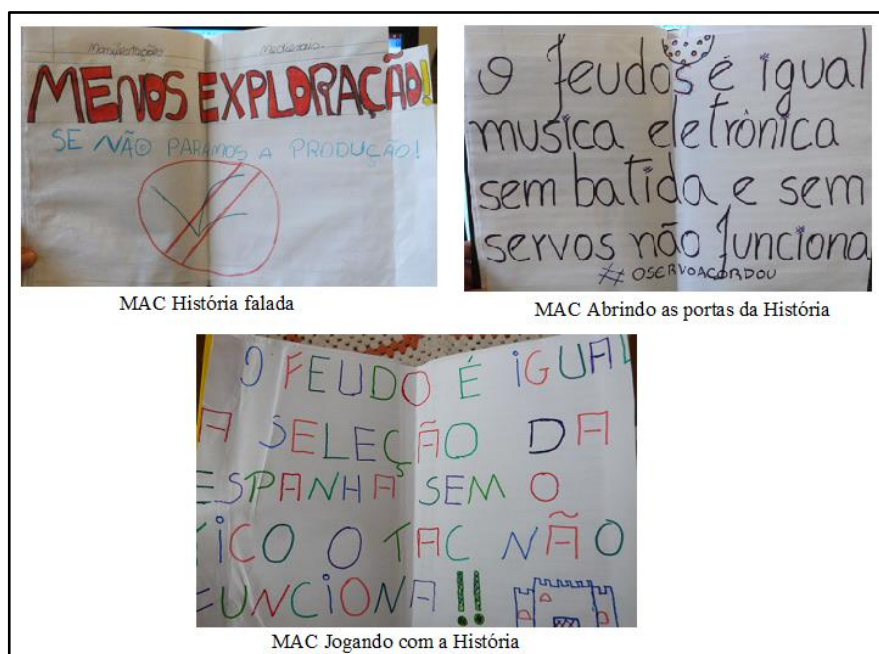 Manifestações Medievais
MENOS EXPLORAÇÃO!
SE NÃO PARAMOS A PRODUÇÃO!
MAC História falada
O feudos é igual
musica eletrônica
sem batida e sem
servos não funciona
# OSERVOACORDOU
MAC Abrindo as portas da História
O FEUDO É IGUAL
A SELEÇÃO DA
ESPANHA SEM O
TICO O TAC NÃO
FUNCIONA!!
MAC Jogando com a História